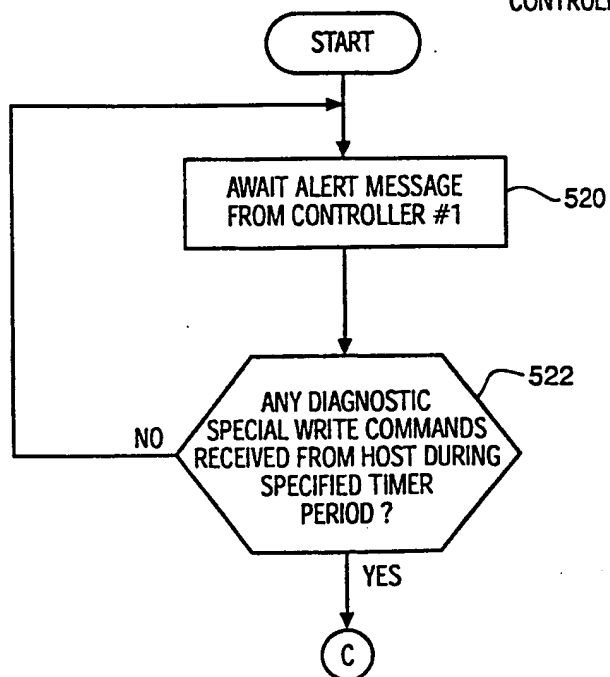 START
AWAIT ALERT MESSAGE
FROM CONTROLLER #1
520
522
ANY DIAGNOSTIC
SPECIAL WRITE COMMANDS
RECEIVED FROM HOST DURING
SPECIFIED TIMER
PERIOD ?
NO
YES
C